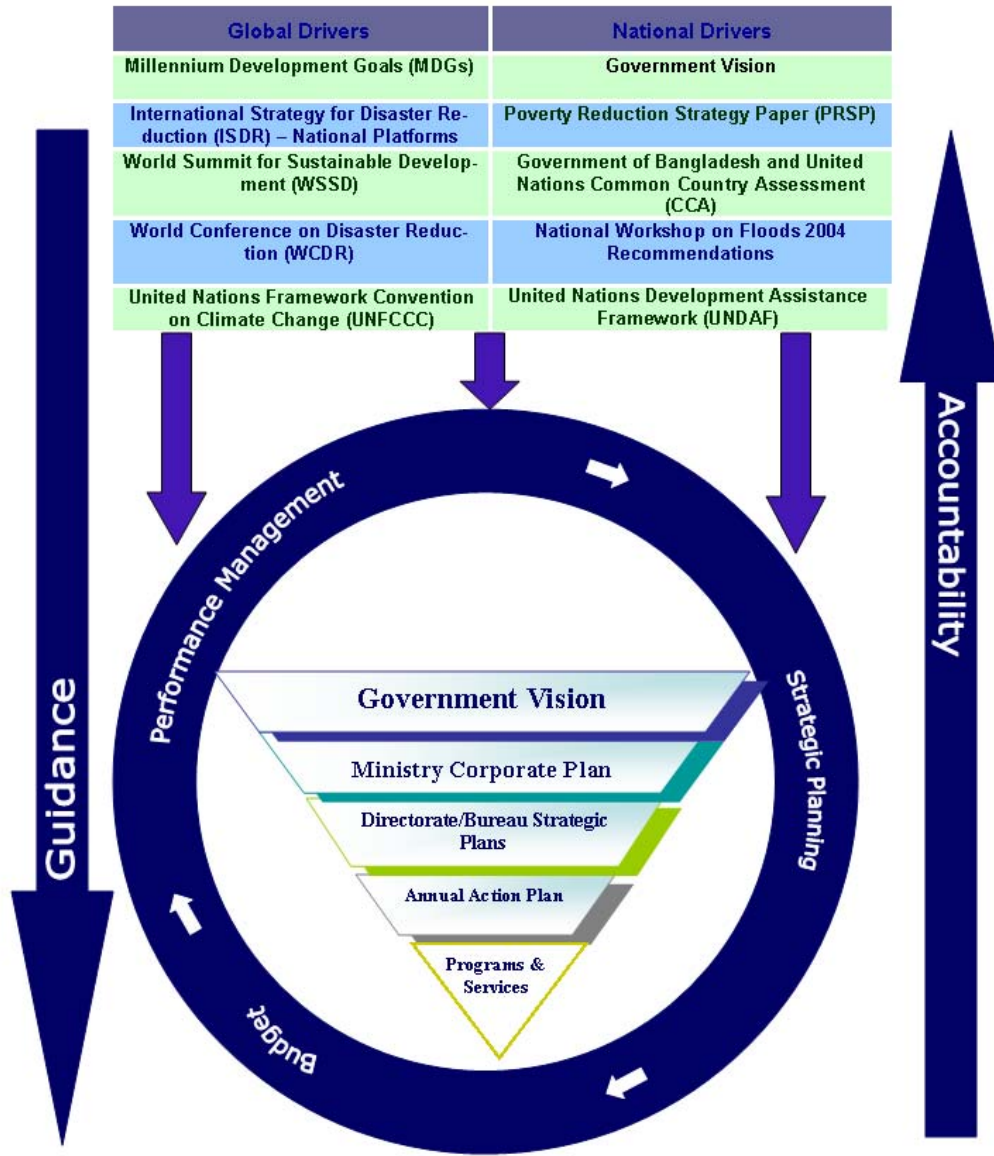 Global Drivers
National Drivers
Millennium Development Goals (MDGs)
Government Vision
International Strategy for Disaster Re-
duction (ISDR) – National Platforms
Poverty Reduction Strategy Paper (PRSP)
World Summit for Sustainable Develop-
ment (WSSD)
Government of Bangladesh and United
Nations Common Country Assessment
(CCA)
World Conference on Disaster Reduc-
tion (WCDR)
National Workshop on Floods 2004
Recommendations
United Nations Framework Convention
on Climate Change (UNFCCC)
United Nations Development Assistance
Framework (UNDAF)
Guidance
Accountability
Performance Management
Strategic Planning
Budget
Government Vision
Ministry Corporate Plan
Directorate/Bureau Strategic
Plans
Annual Action Plan
Programs &
Services